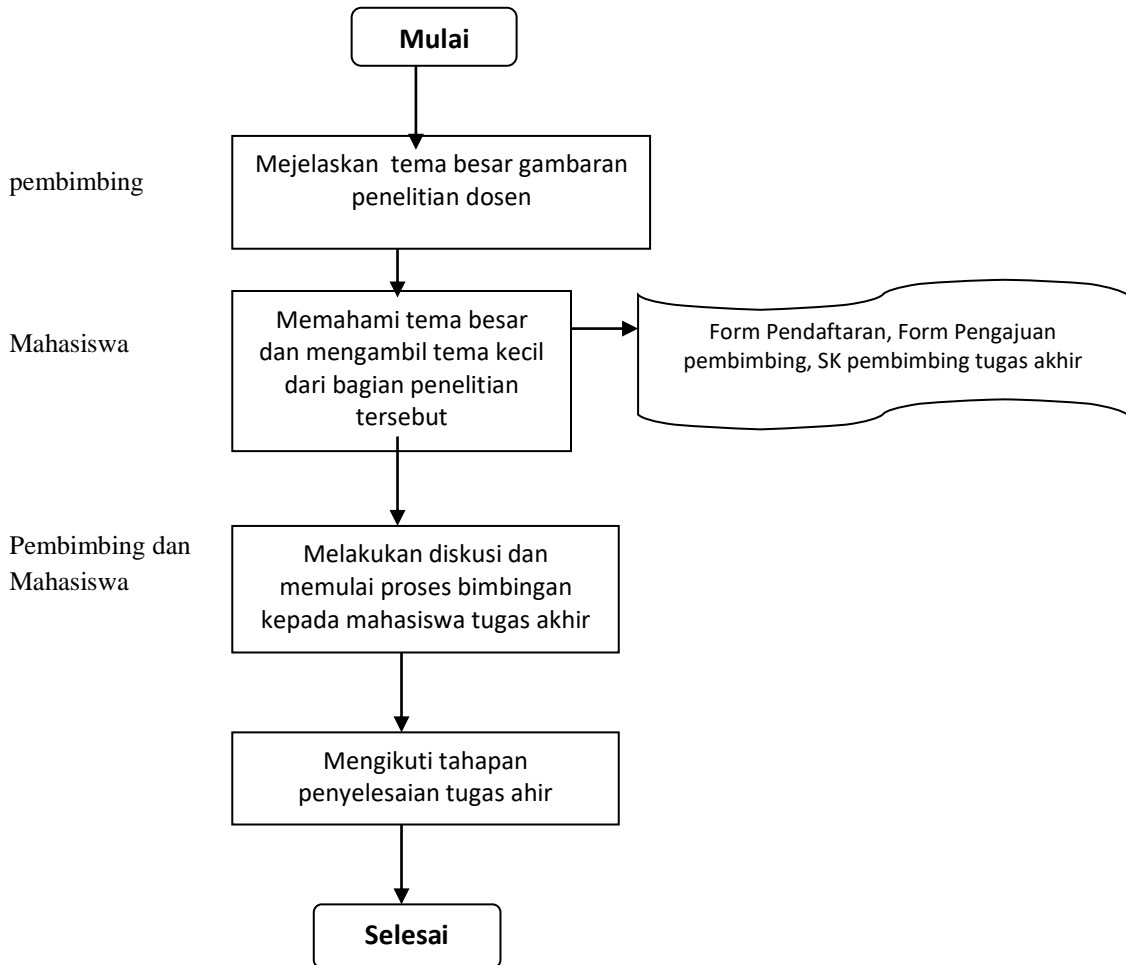 Mulai
pembimbing
Mejelaskan tema besar gambaran
penelitian dosen
Mahasiswa
Memahami tema besar
dan mengambil tema kecil
dari bagian penelitian
tersebut
Form Pendaftaran, Form Pengajuan
pembimbing, SK pembimbing tugas akhir
Pembimbing dan
Mahasiswa
Melakukan diskusi dan
memulai proses bimbingan
kepada mahasiswa tugas akhir
Mengikuti tahapan
penyelesaian tugas ahir
Selesai